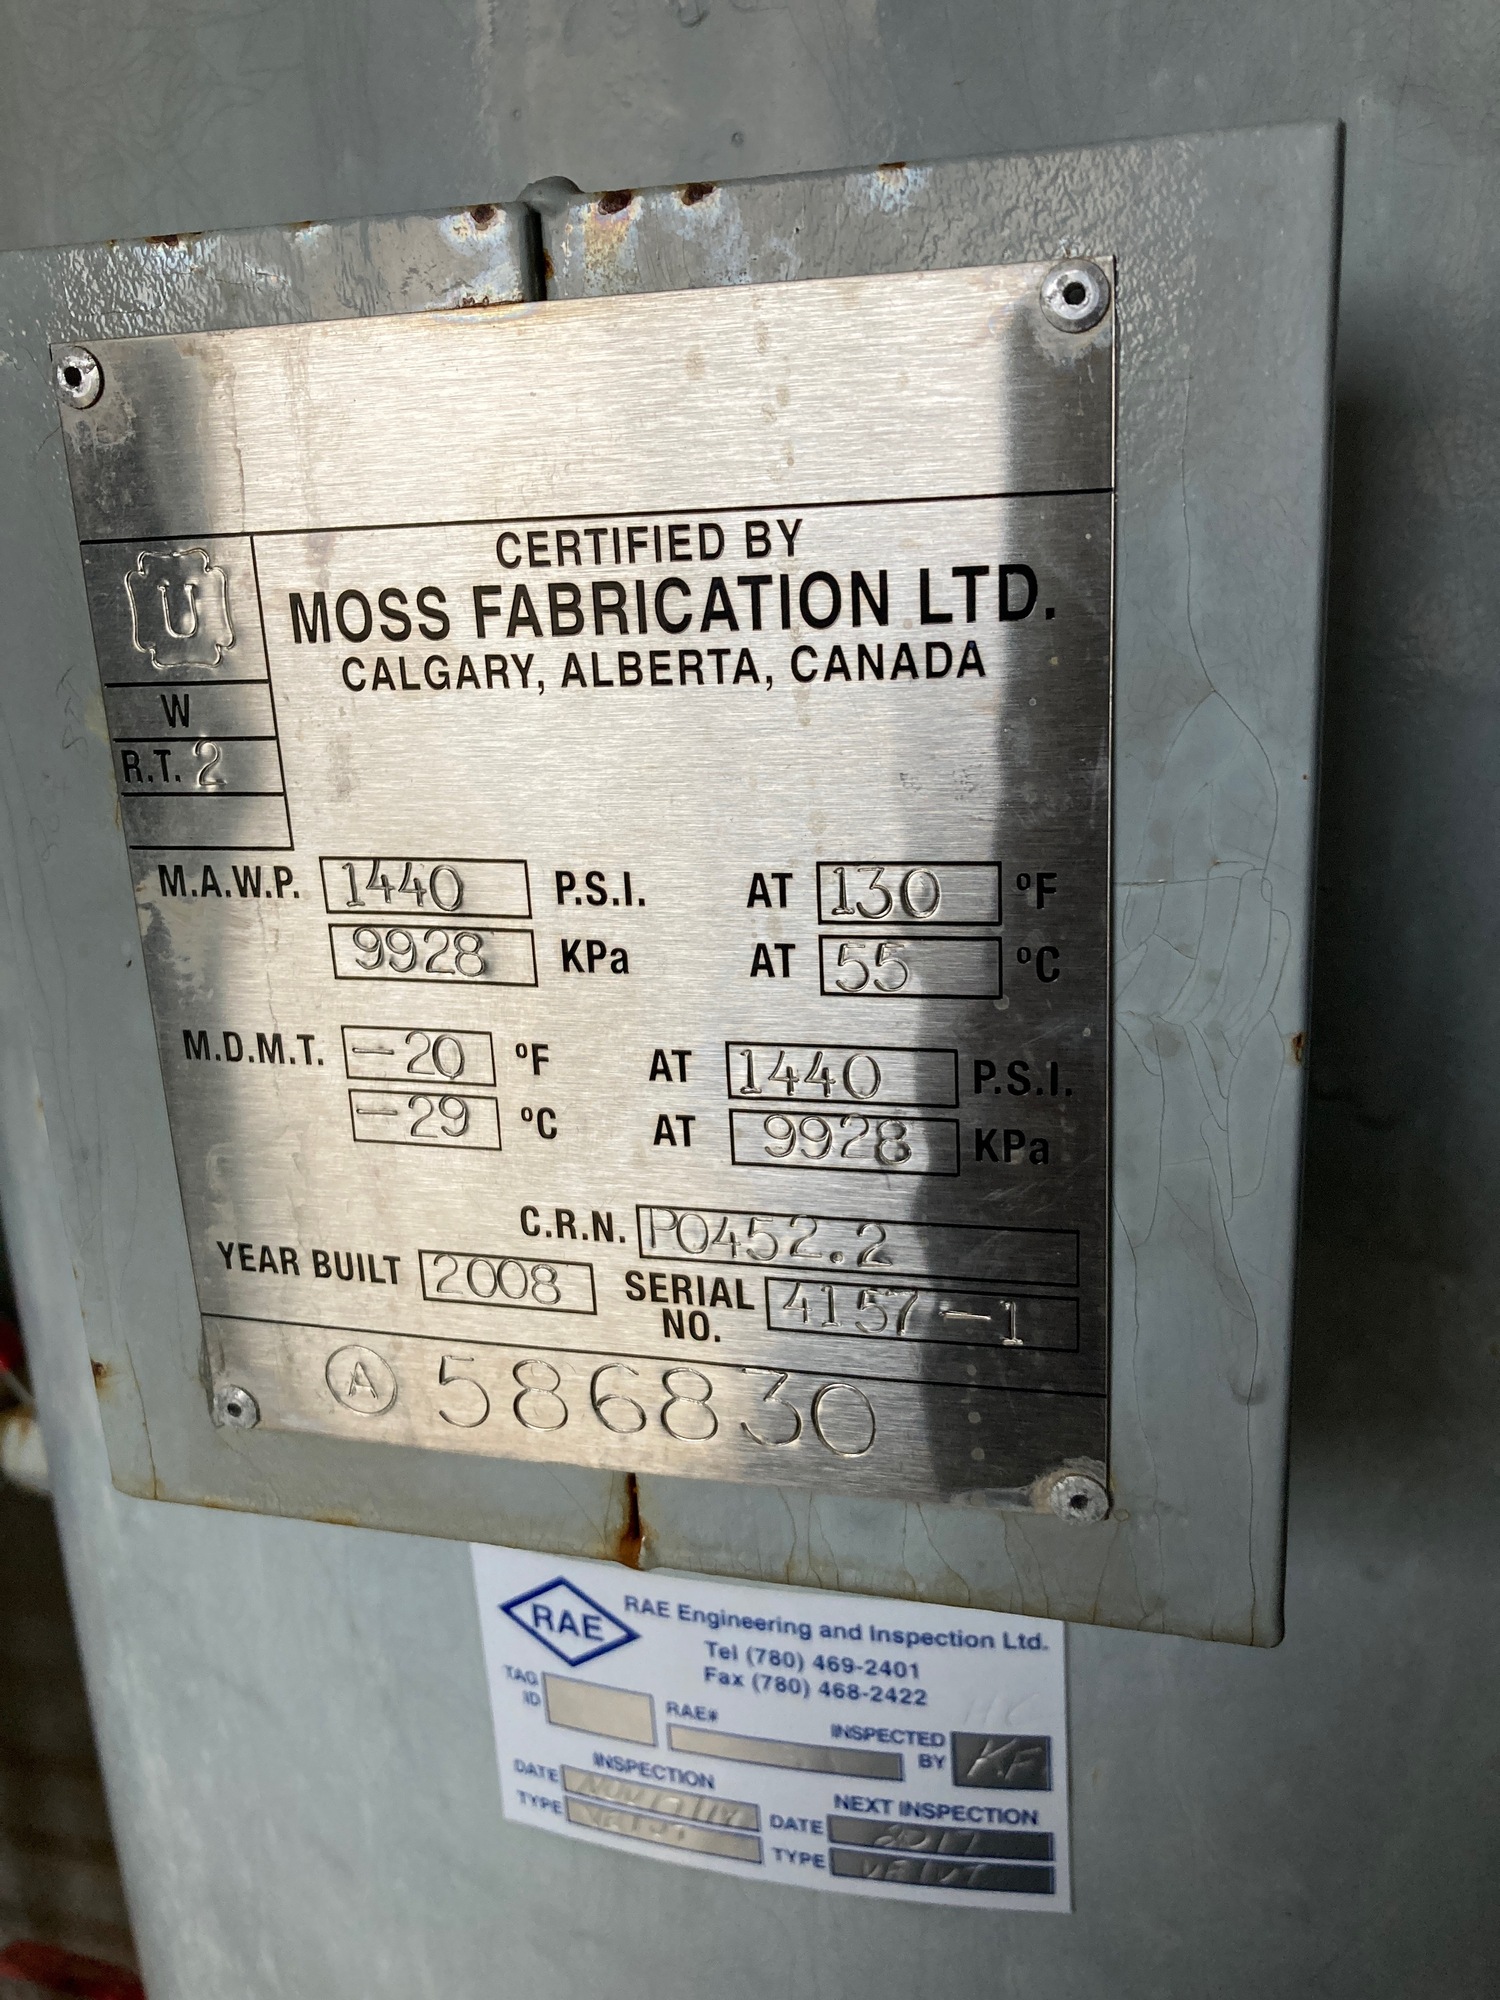 CERTIFIED BY
MOSS FABRICATION LTD.
CALGARY, ALBERTA, CANADA
U
W
R.T. 2
M.A.W.P. 1440 P.S.I. AT 130 °F
9928 KPa AT 55 °C
M.D.M.T. -20 °F AT 1440 P.S.I.
-29 °C AT 9928 KPa
C.R.N. P0452.2
YEAR BUILT 2008 SERIAL NO. 4157-1
A 586830
RAE RAE Engineering and Inspection Ltd.
Tel (780) 469-2401
Fax (780) 468-2422
TAG ID RAE# INSPECTED BY K.F
INSPECTION NEXT INSPECTION
DATE DATE 2017
TYPE TYPE